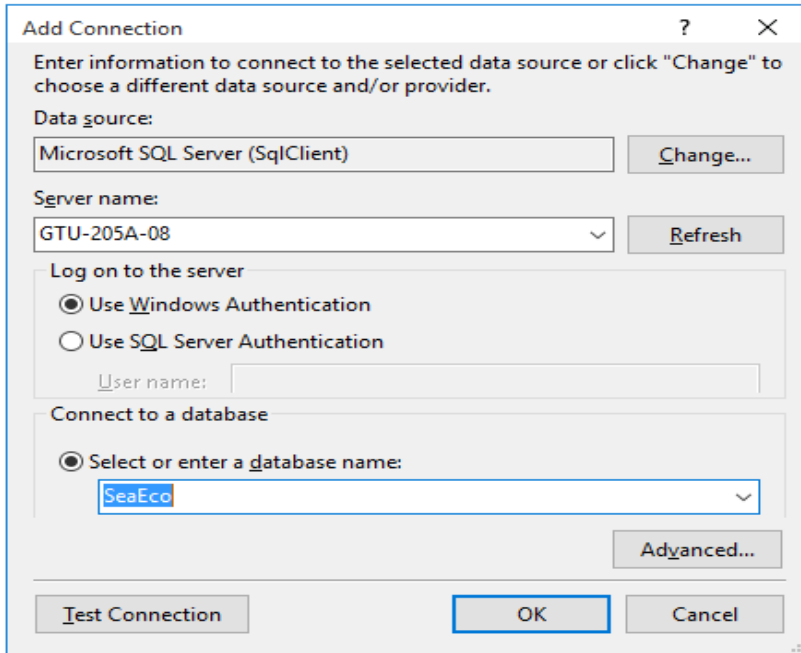 Add Connection
?
Enter information to connect to the selected data source or click "Change" to
choose a different data source and/or provider.
Data source:
Microsoft SQL Server (SqlClient)
Change...
Server name:
GTU-205A-08
Refresh
Log on to the server
Use Windows Authentication
Use SQL Server Authentication
User name:
Connect to a database
Select or enter a database name:
SeaEco
Advanced...
Test Connection
OK
Cancel